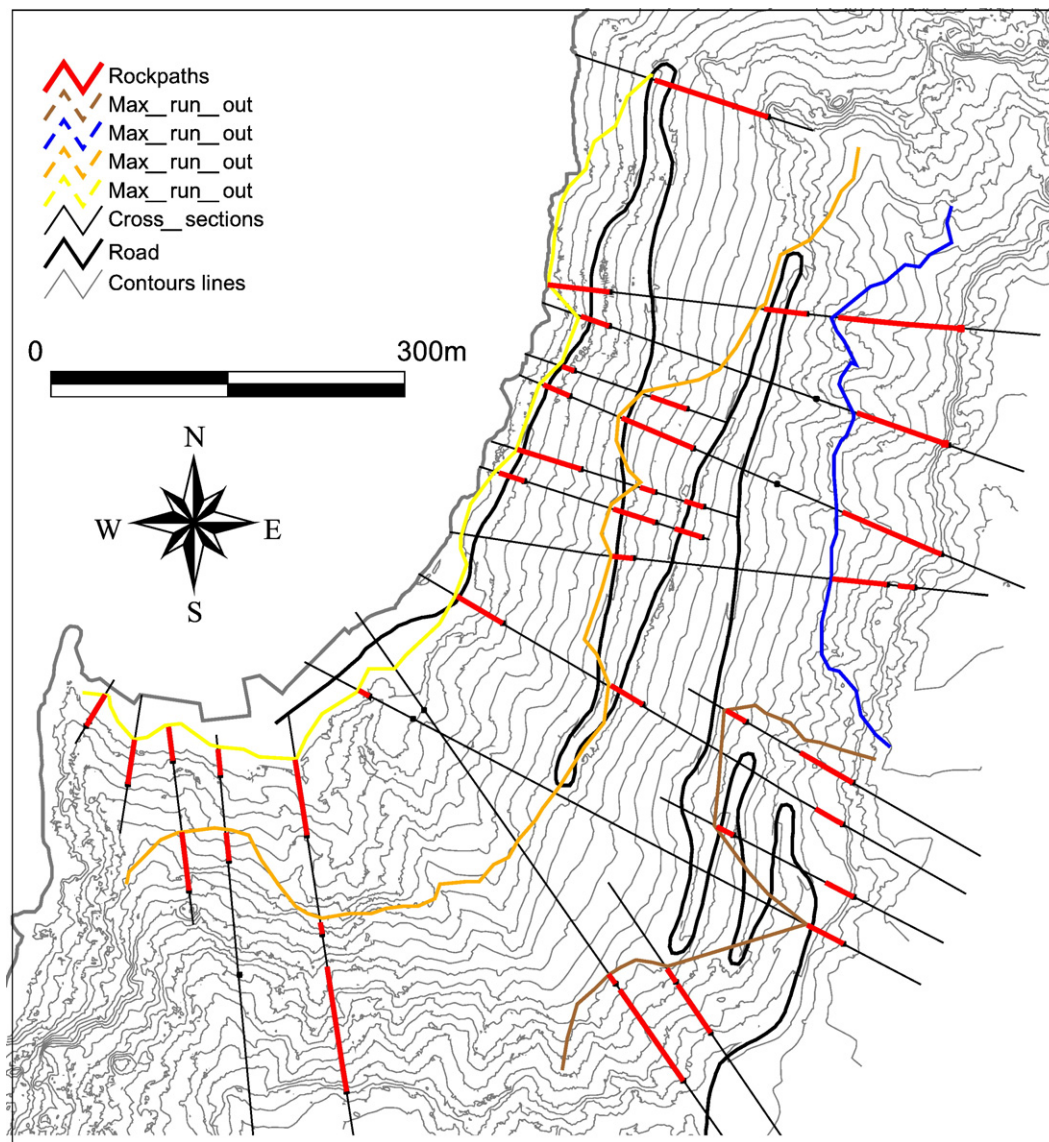 Rockpaths
Max__run__out
Max__run__out
Max__run__out
Max__run__out
Cross__sections
Road
Contours lines
0 300m
N
W E
S